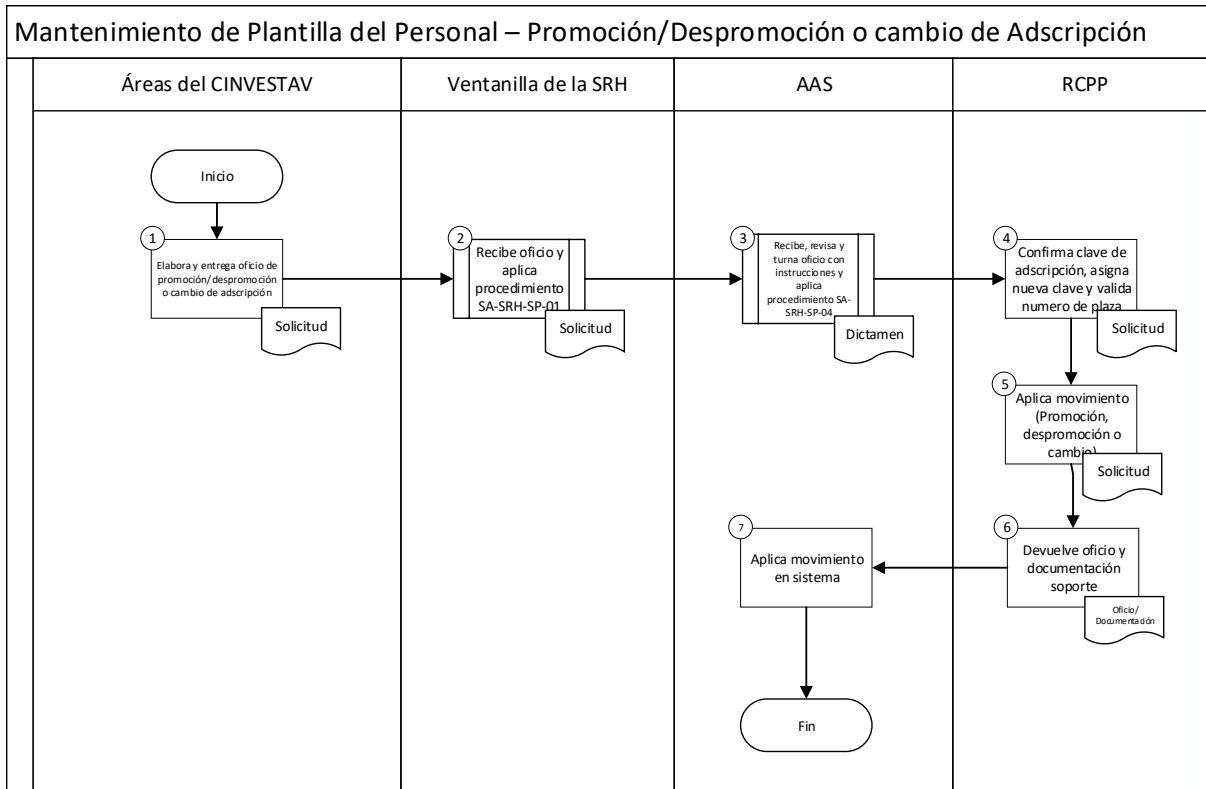 Mantenimiento de Plantilla del Personal – Promoción/Despromoción o cambio de Adscripción
Áreas del CINVESTAV
Ventanilla de la SRH
AAS
RCPP
Inicio
1
Elabora y entrega oficio de
promoción/despromoción
o cambio de adscripción
Solicitud
2
Recibe oficio y
aplica
procedimiento
SA-SRH-SP-01
Solicitud
3
Recibe, revisa y
turna oficio con
instrucciones y
aplica
procedimiento SA-
SRH-SP-04
Dictamen
4
Confirma clave de
adscripción, asigna
nueva clave y valida
numero de plaza
Solicitud
5
Aplica movimiento
(Promoción,
despromoción o
cambio)
Solicitud
6
Devuelve oficio y
documentación
soporte
Oficio/
Documentación
7
Aplica movimiento
en sistema
Fin